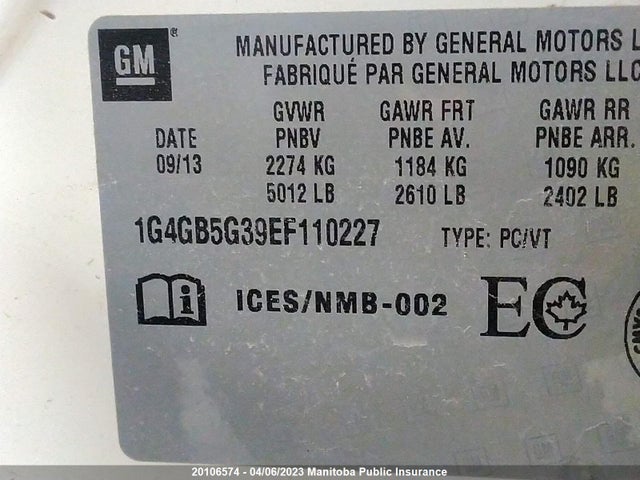 GM ®
MANUFACTURED BY GENERAL MOTORS L
FABRIQUÉ PAR GENERAL MOTORS LLC
GVWR GAWR FRT GAWR RR
DATE PNBV PNBE AV. PNBE ARR.
09/13 2274 KG 1184 KG 1090 KG
5012 LB 2610 LB 2402 LB
1G4GB5G39EF110227 TYPE: PC/VT
i ICES/NMB-002 EC
20106574 - 04/06/2023 Manitoba Public Insurance